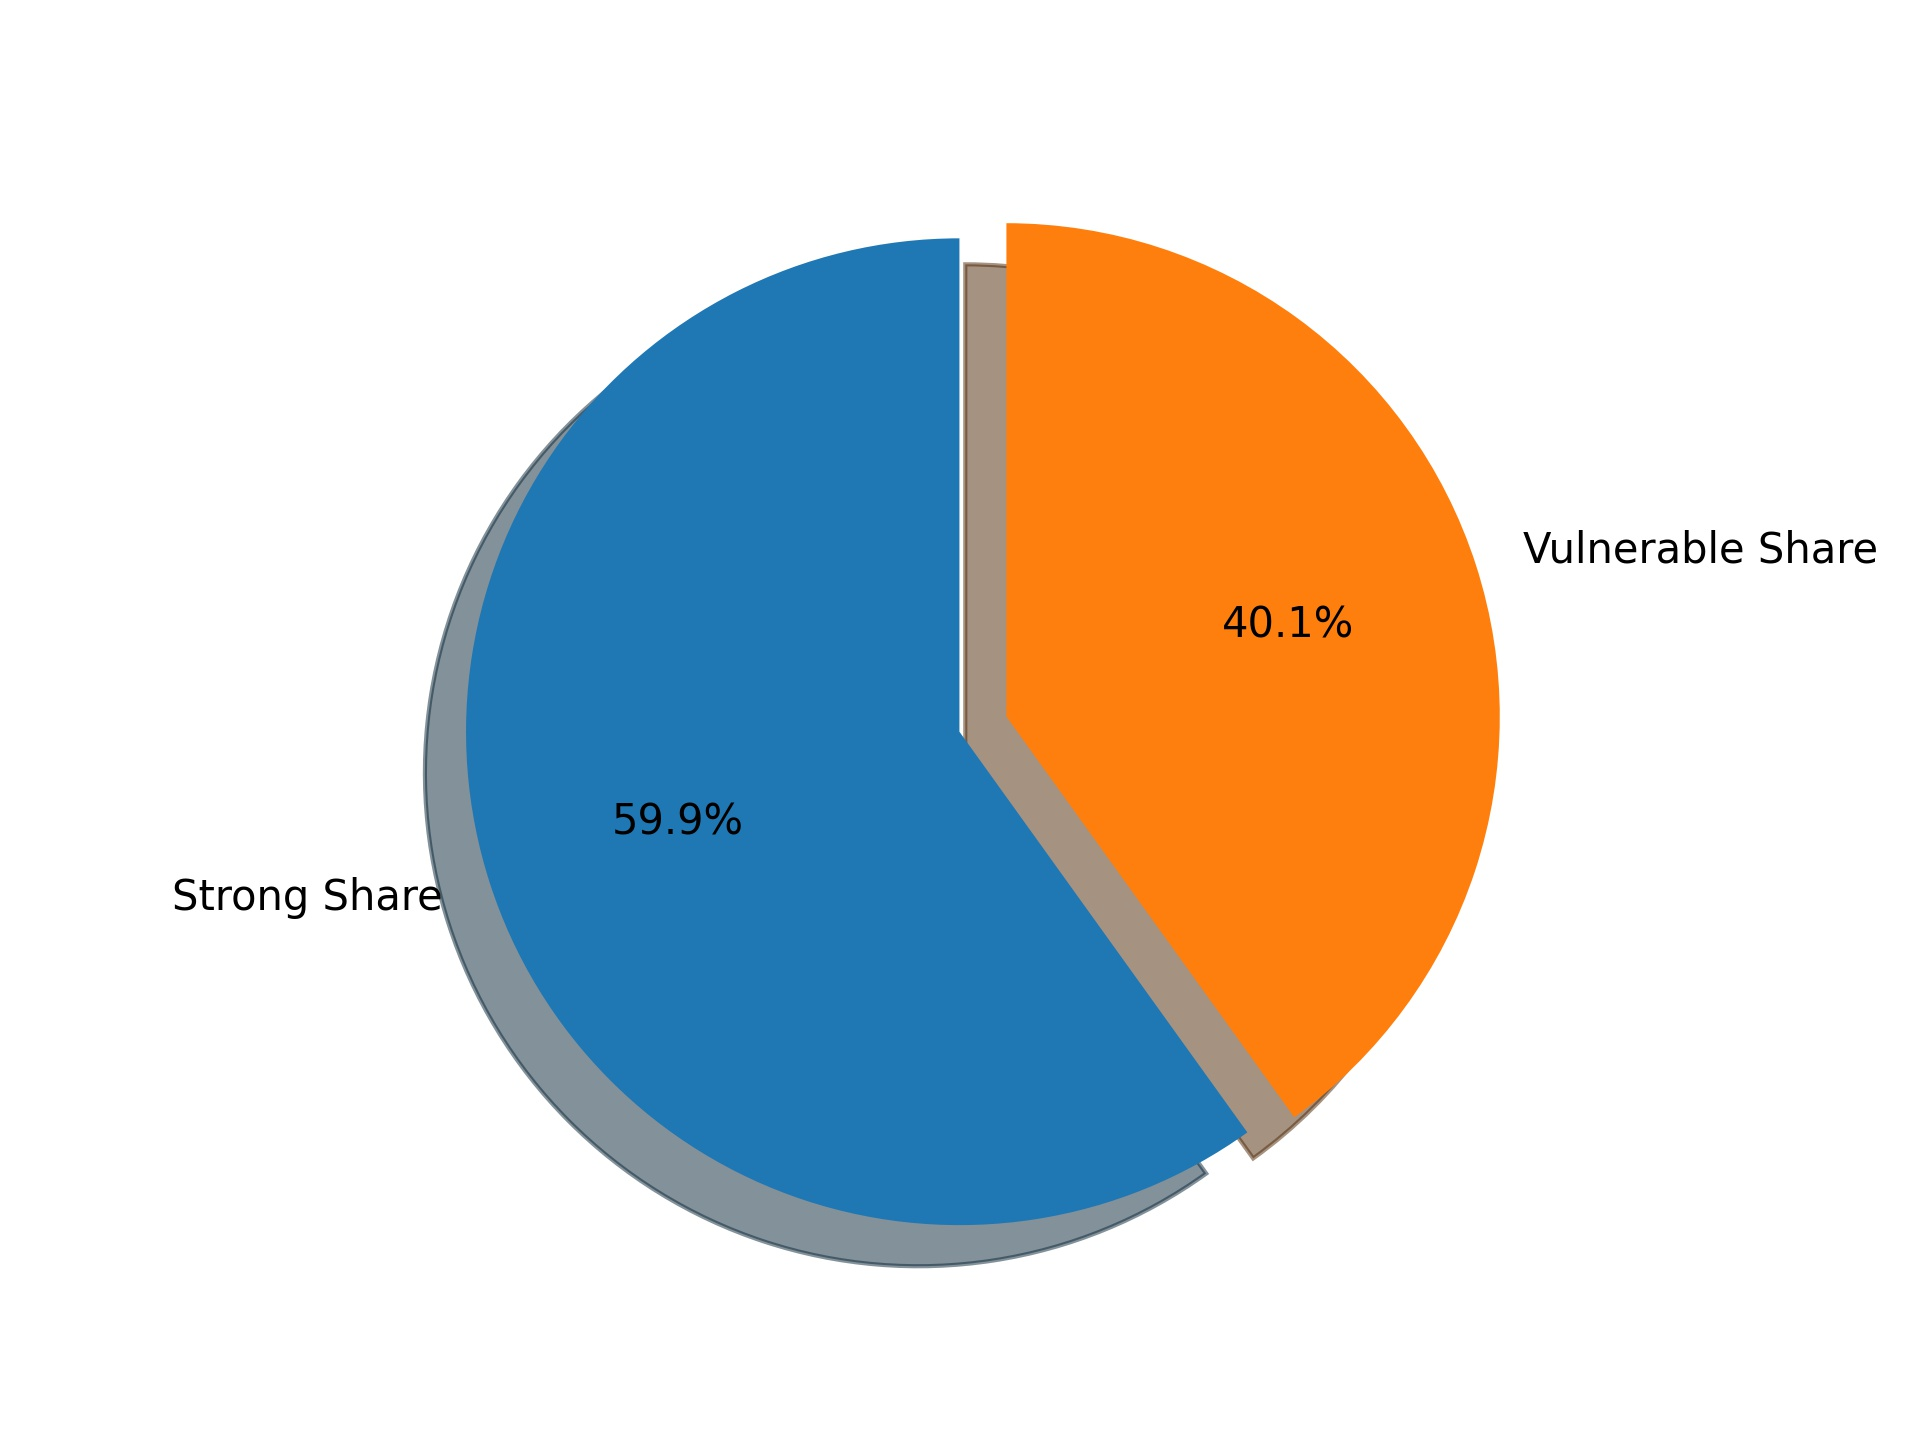 Vulnerable Share
40.1%
59.9%
Strong Share